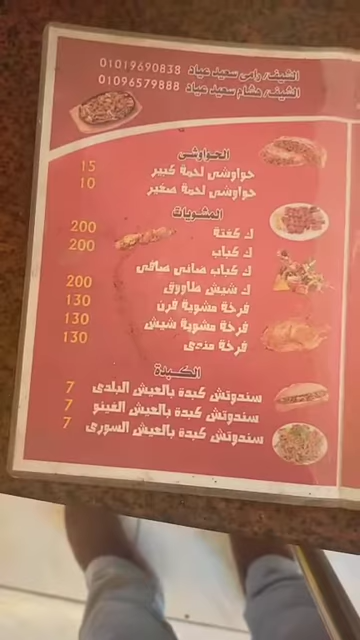 الشيف/ رامى سعيد عياد 01019690838
الشيف/ هشام سعيد عياد 01096579888
الحواوشى
حواوشى لحمة كبير 15
حواوشى لحمة صغير 10
المشويات
ك كفتة 200
ك كباب 200
ك كباب ضانى صافى
ك شيش طاووق 200
فرخة مشوية فرن 130
فرخة مشوية شيش 130
فرخة مندى 130
الكبدة
سندوتش كبدة بالعيش البلدى 7
سندوتش كبدة بالعيش الفينو 7
سندوتش كبدة بالعيش السورى 7